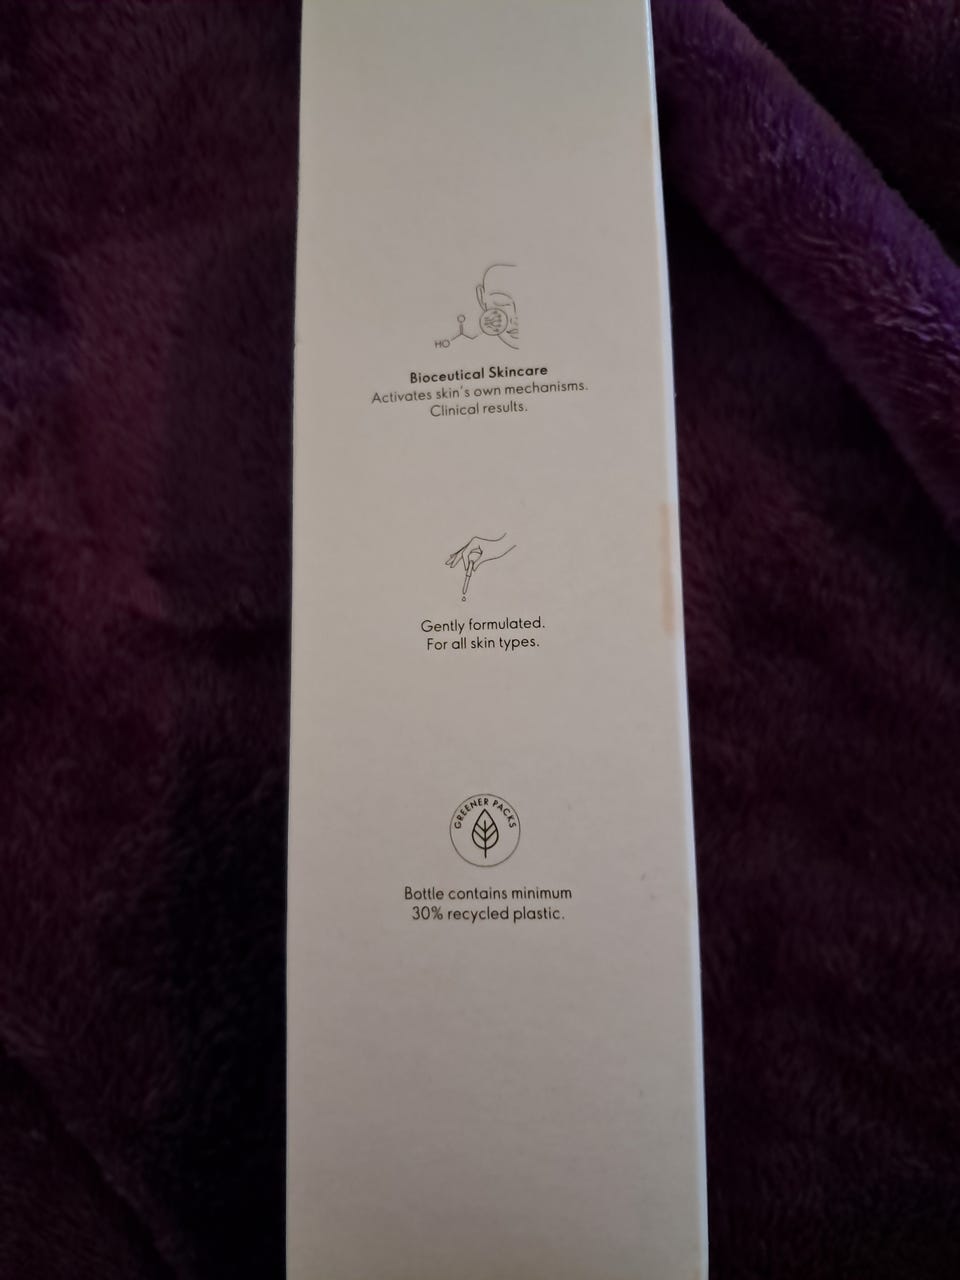 HO
O
Bioceutical Skincare
Activates skin's own mechanisms.
Clinical results.
Gently formulated.
For all skin types.
GREENER PACKS
Bottle contains minimum
30% recycled plastic.